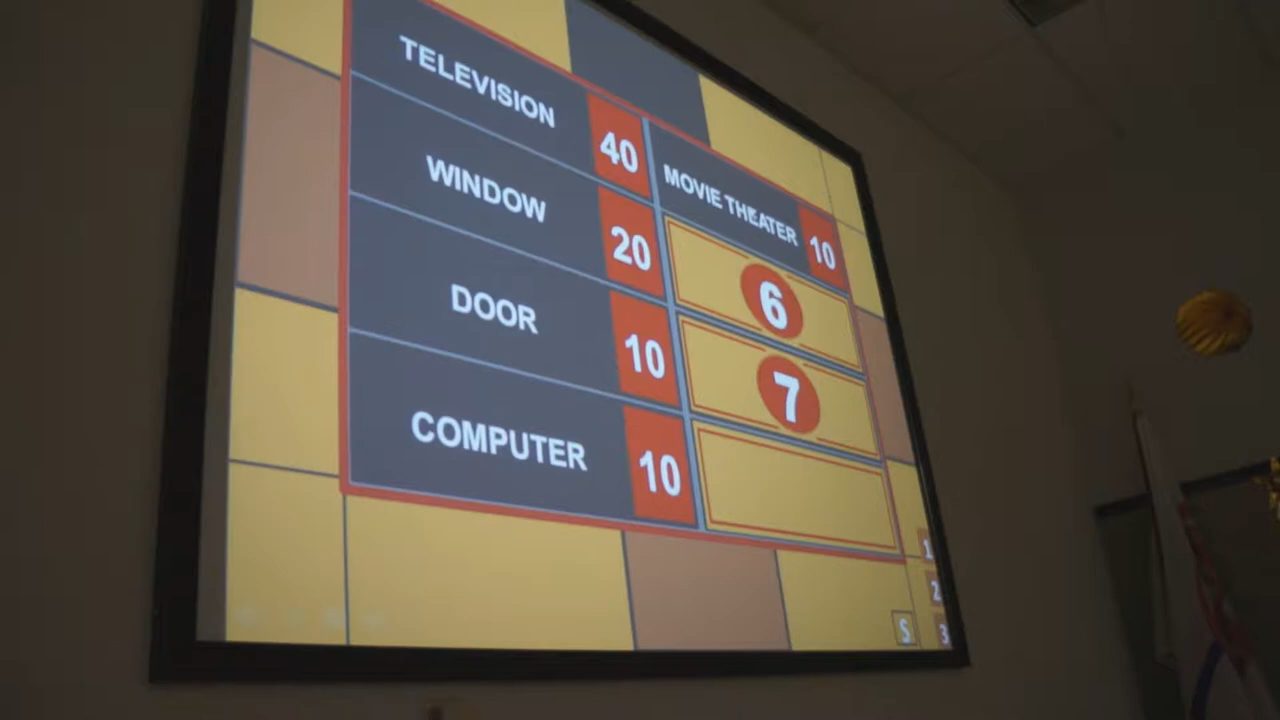 TELEVISION 40
WINDOW 20
DOOR 10
COMPUTER 10
MOVIE THEATER 10
6
7
1
2
S 3